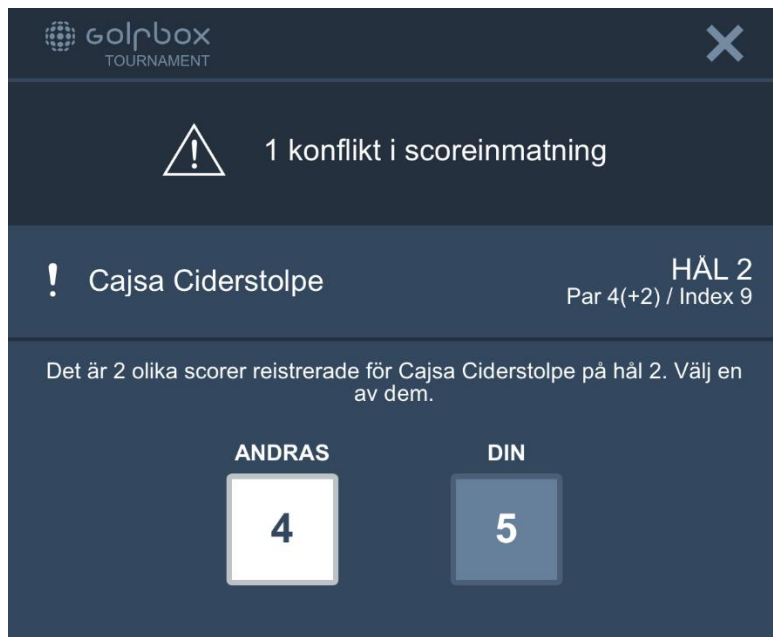 GOLFBOX
TOURNAMENT
1 konflikt i scoreinmatning
! Cajsa Ciderstolpe
HÅL 2
Par 4(+2) / Index 9
Det är 2 olika scorer reistrerade för Cajsa Ciderstolpe på hål 2. Välj en
av dem.
ANDRAS
DIN
4
5